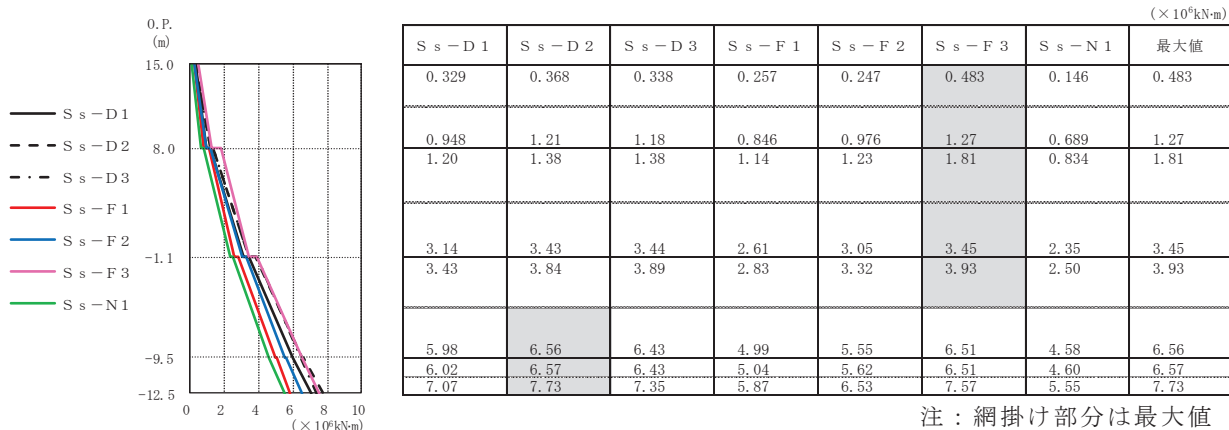 O.P.
(m)
15.0
8.0
-1.1
-9.5
-12.5
0 2 4 6 8 10
(×10⁶kN·m)
Ss-D1
Ss-D2
Ss-D3
Ss-F1
Ss-F2
Ss-F3
Ss-N1
(×10⁶kN·m)
Ss-D1 Ss-D2 Ss-D3 Ss-F1 Ss-F2 Ss-F3 Ss-N1 最大値
0.329 0.368 0.338 0.257 0.247 0.483 0.146 0.483
0.948 1.21 1.18 0.846 0.976 1.27 0.689 1.27
1.20 1.38 1.38 1.14 1.23 1.81 0.834 1.81
3.14 3.43 3.44 2.61 3.05 3.45 2.35 3.45
3.43 3.84 3.89 2.83 3.32 3.93 2.50 3.93
5.98 6.56 6.43 4.99 5.55 6.51 4.58 6.56
6.02 6.57 6.43 5.04 5.62 6.51 4.60 6.57
7.07 7.73 7.35 5.87 6.53 7.57 5.55 7.73
注：網掛け部分は最大値